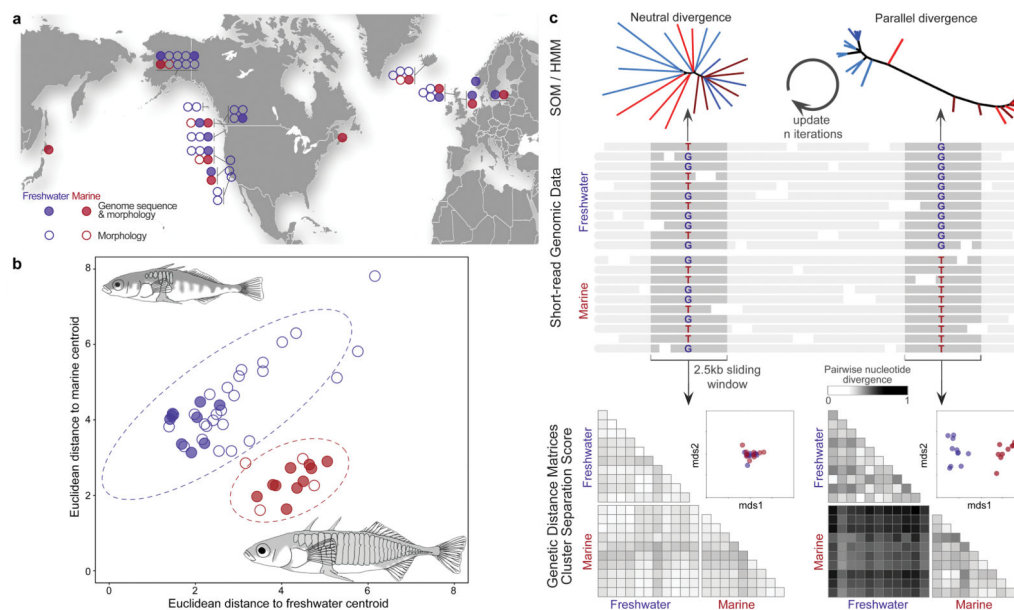 a
Freshwater Marine
Genome sequence
& morphology
Morphology
b
Euclidean distance to marine centroid
8
6
4
2
0
0 2 4 6 8
Euclidean distance to freshwater centroid
c
SOM / HMM
Neutral divergence
Parallel divergence
update
n iterations
Short-read Genomic Data
Freshwater
Marine
T G
G G
G G
T G
T G
G G
T G
G G
G G
T G
G G
2.5kb sliding
window
Pairwise nucleotide
divergence
0 1
Genetic Distance Matrices
Cluster Separation Score
Freshwater
Marine
mds2
mds1
Freshwater Marine
Freshwater
Marine
mds2
mds1
Freshwater Marine